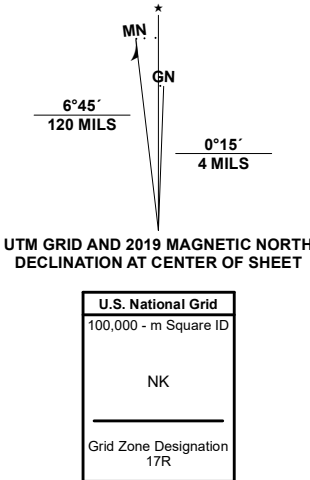 ★
MN
GN
6°45´
120 MILS
0°15´
4 MILS
UTM GRID AND 2019 MAGNETIC NORTH
DECLINATION AT CENTER OF SHEET
U.S. National Grid
100,000 - m Square ID
NK
Grid Zone Designation
17R